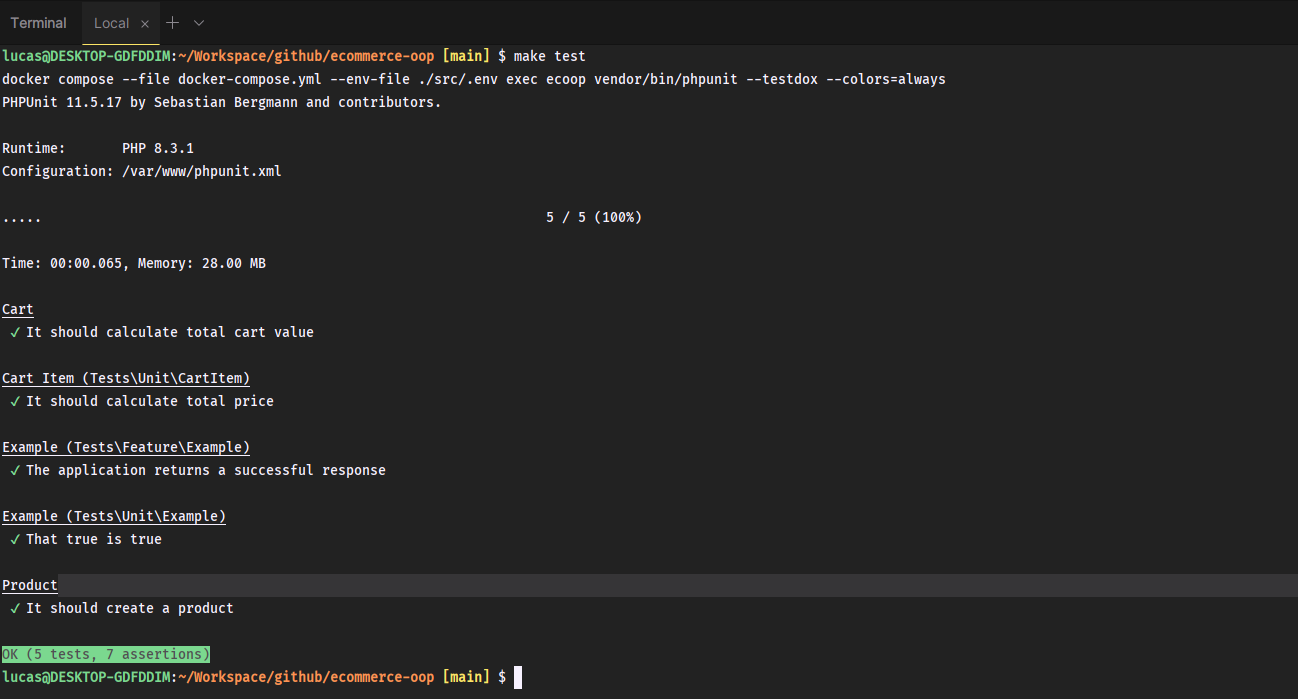 Terminal Local × +
lucas@DESKTOP-GDFDDIM:~/Workspace/github/ecommerce-oop [main] $ make test
docker compose --file docker-compose.yml --env-file ./src/.env exec ecoop vendor/bin/phpunit --testdox --colors=always
PHPUnit 11.5.17 by Sebastian Bergmann and contributors.
Runtime: PHP 8.3.1
Configuration: /var/www/phpunit.xml
..... 5 / 5 (100%)
Time: 00:00.065, Memory: 28.00 MB
Cart
✓ It should calculate total cart value
Cart Item (Tests\Unit\CartItem)
✓ It should calculate total price
Example (Tests\Feature\Example)
✓ The application returns a successful response
Example (Tests\Unit\Example)
✓ That true is true
Product
✓ It should create a product
OK (5 tests, 7 assertions)
lucas@DESKTOP-GDFDDIM:~/Workspace/github/ecommerce-oop [main] $